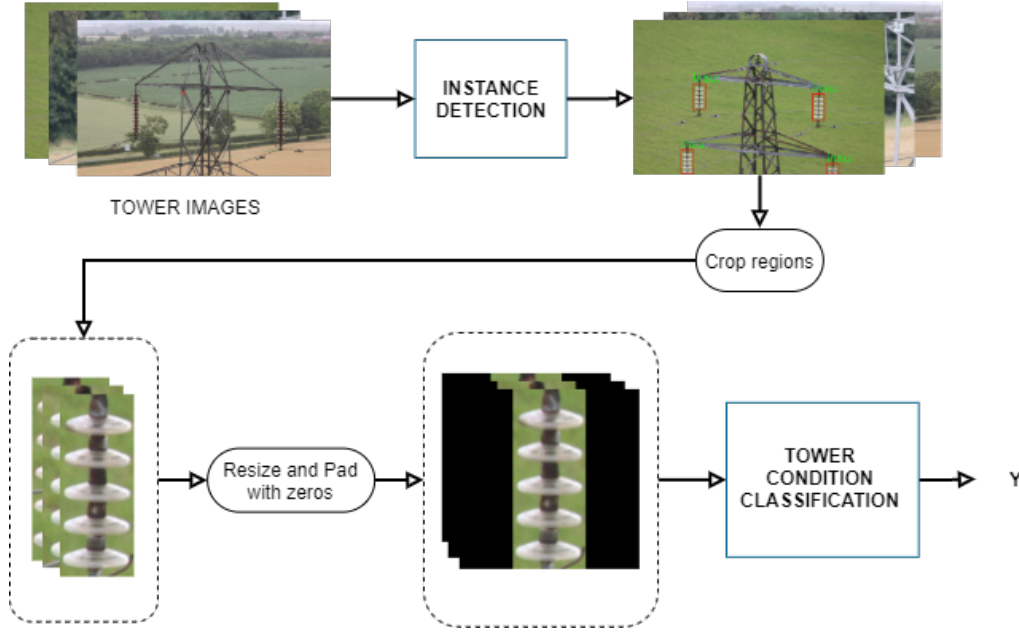 INSTANCE
DETECTION
TOWER IMAGES
Crop regions
Resize and Pad
with zeros
TOWER
CONDITION
CLASSIFICATION
Y